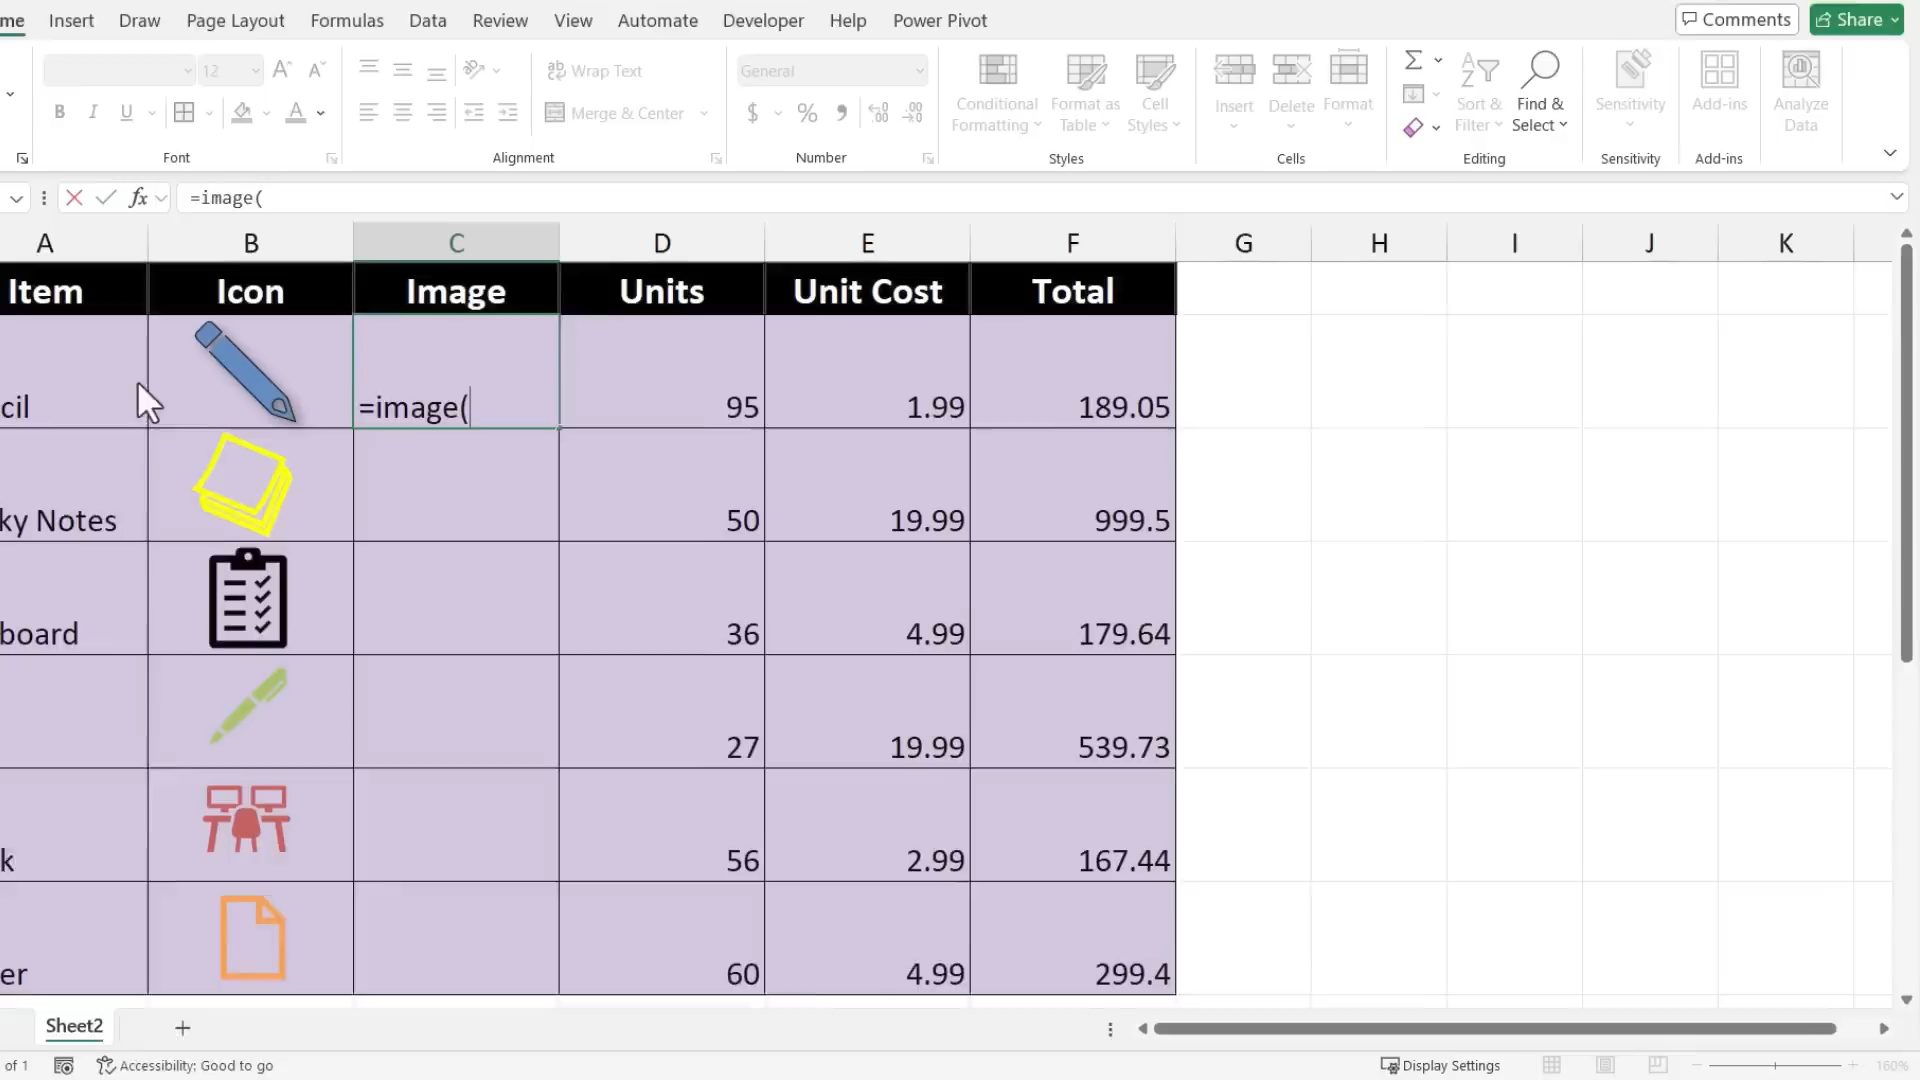 me Insert Draw Page Layout Formulas Data Review View Automate Developer Help Power Pivot Comments Share
12 A A ab Wrap Text General
Conditional Formatting Format as Table Cell Styles Insert Delete Format Sort & Filter Find & Select Sensitivity Add-ins Analyze Data
B I U A Merge & Center $ % 9
Font Alignment Number Styles Cells Editing Sensitivity Add-ins
fx =image(
A B C D E F G H I J K
Item Icon Image Units Unit Cost Total
cil =image( 95 1.99 189.05
ky Notes 50 19.99 999.5
board 36 4.99 179.64
27 19.99 539.73
k 56 2.99 167.44
er 60 4.99 299.4
Sheet2 +
of 1 Accessibility: Good to go Display Settings 160%